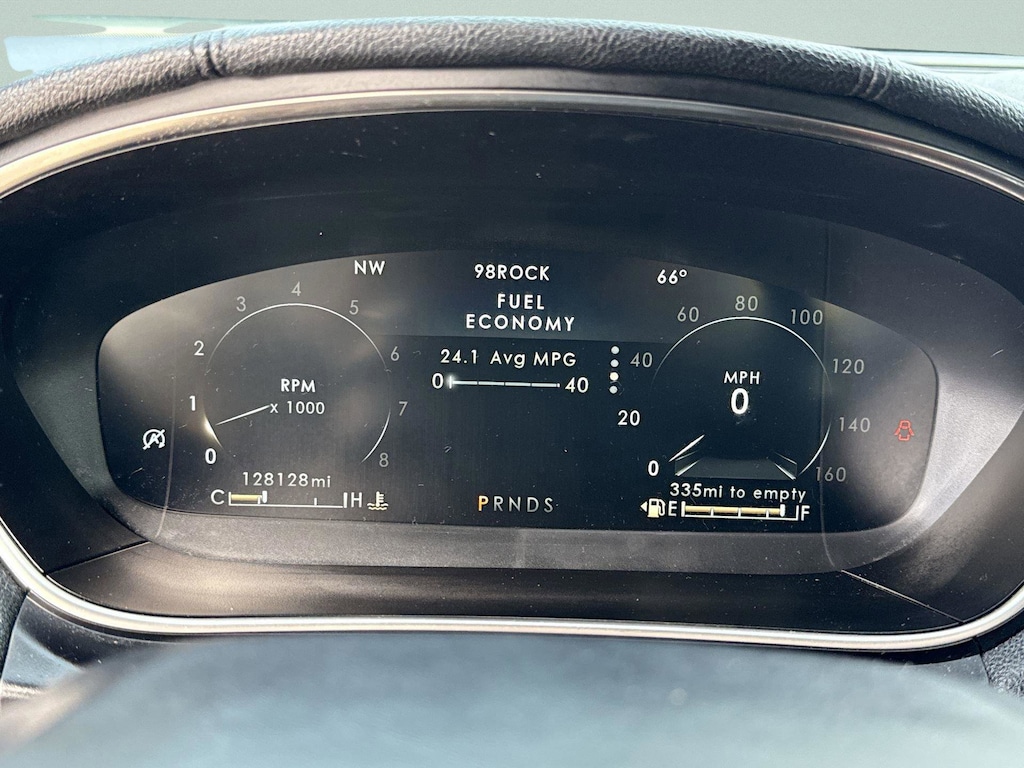 NW 98ROCK 66°
FUEL
ECONOMY
24.1 Avg MPG
0 40
0 1 2 3 4 5 6 7 8
RPM
x 1000
0 20 40 60 80 100 120 140 160
MPH
0
128128mi
C H
PRNDS
335mi to empty
E F